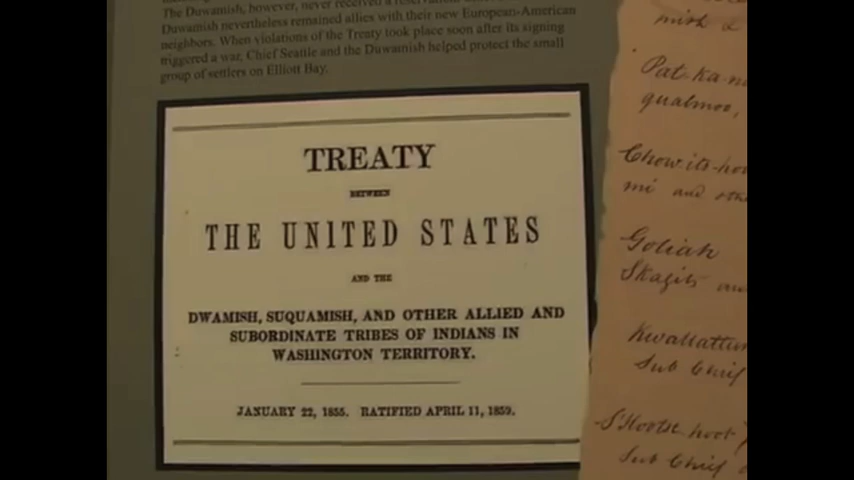 The Duwamish, however, never received a
Duwamish nevertheless remained allies with their new European-American
neighbors. When violations of the Treaty took place soon after its signing
triggered a war, Chief Seattle and the Duwamish helped protect the small
group of settlers on Elliott Bay.
TREATY
BETWEEN
THE UNITED STATES
AND THE
DWAMISH, SUQUAMISH, AND OTHER ALLIED AND
SUBORDINATE TRIBES OF INDIANS IN
WASHINGTON TERRITORY.
JANUARY 22, 1855. RATIFIED APRIL 11, 1859.
Pat-ka-n
qualmoo,
Chow-its-ho
mi and oth
Goliah
Skagits an
Kwallattum
Sub Chief
S'Hootst-hoot
Sub Chief